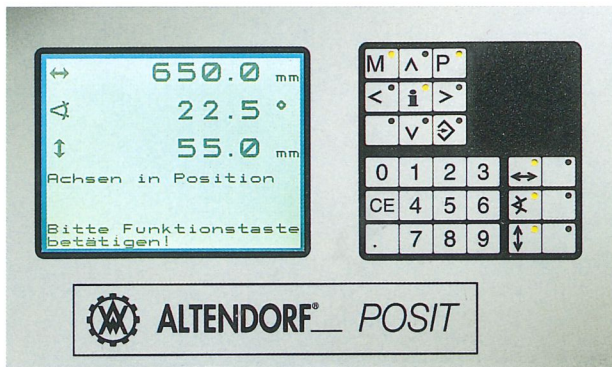 650.0 mm
22.5 °
55.0 mm
Achsen in Position
Bitte Funktionstaste
betätigen!
M P
i
0 1 2 3
CE 4 5 6
. 7 8 9
ALTENDORF® POSIT